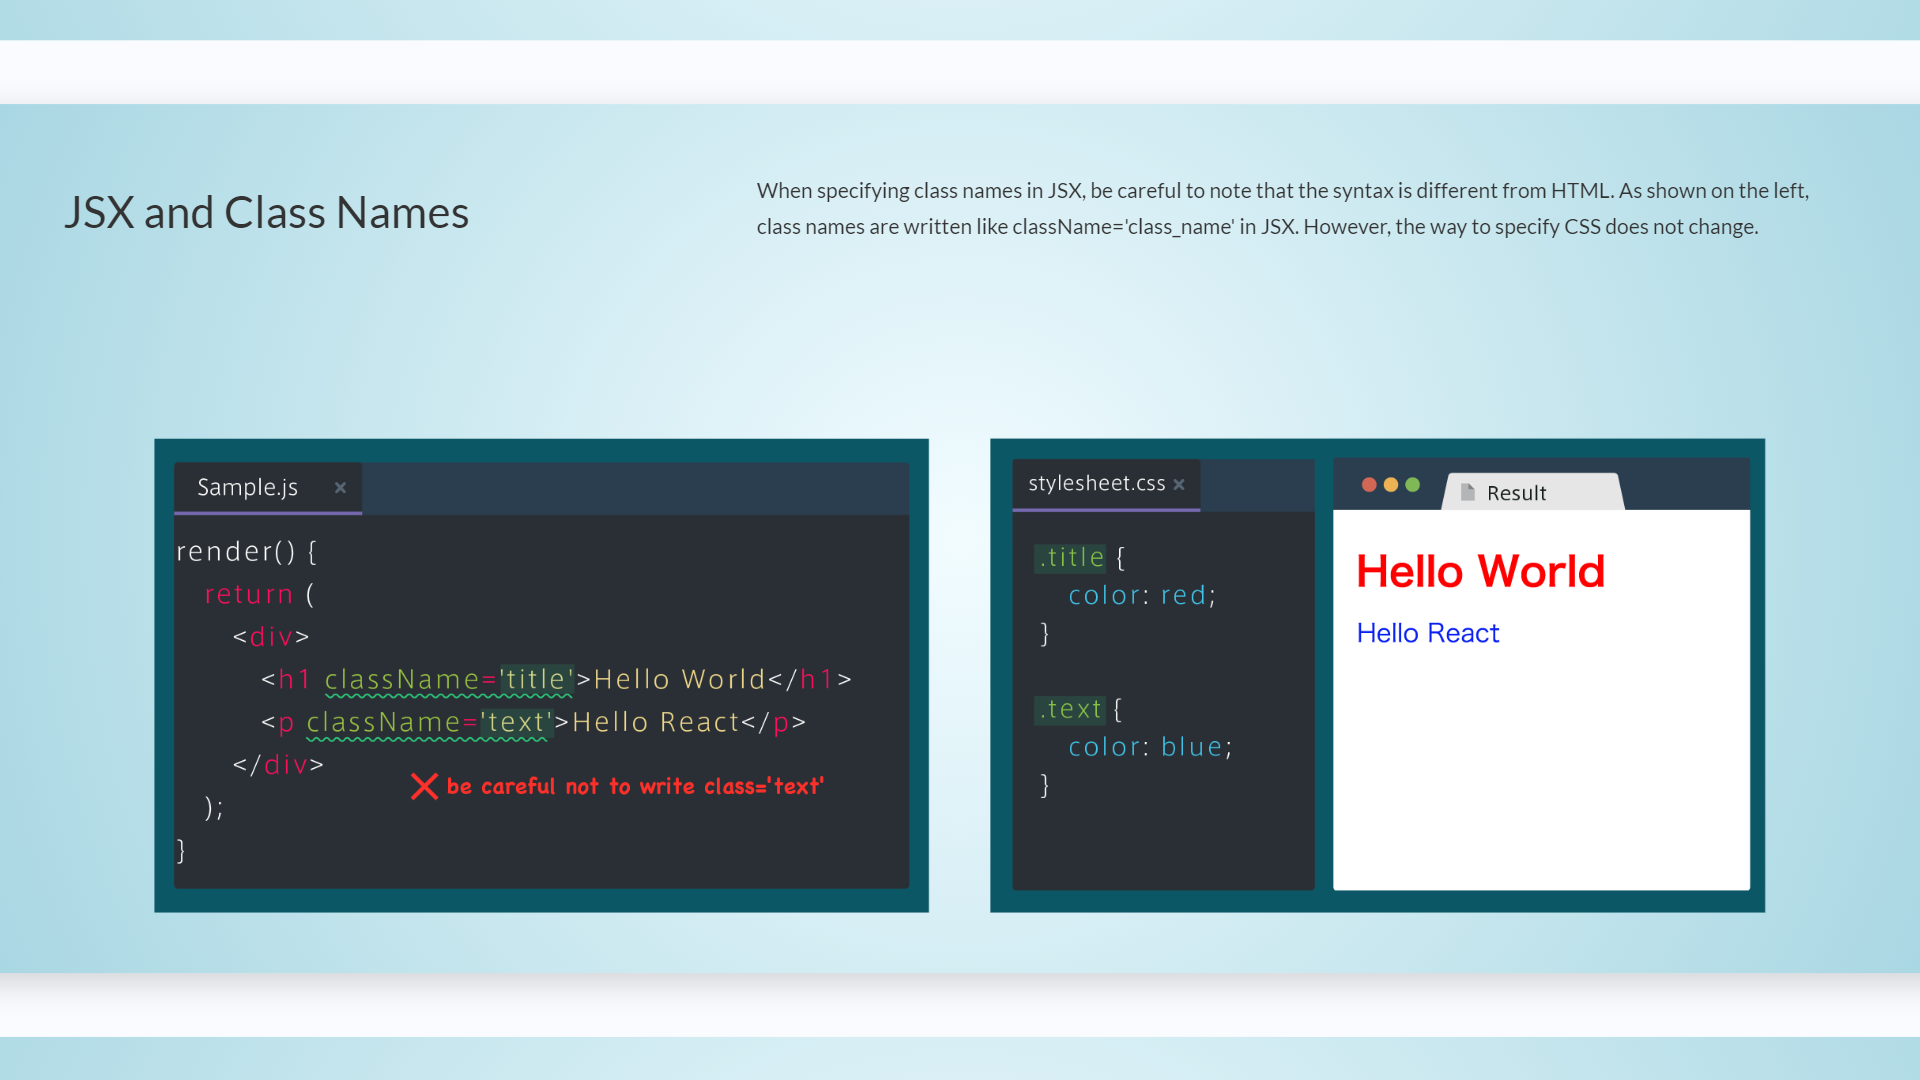 JSX and Class Names
When specifying class names in JSX, be careful to note that the syntax is different from HTML. As shown on the left,
class names are written like className='class_name' in JSX. However, the way to specify CSS does not change.
Sample.js ×
render() {
return (
<div>
<h1 className='title'>Hello World</h1>
<p className='text'>Hello React</p>
</div>
❌ be careful not to write class='text'
);
}
stylesheet.css ×
.title {
color: red;
}
.text {
color: blue;
}
Result
Hello World
Hello React